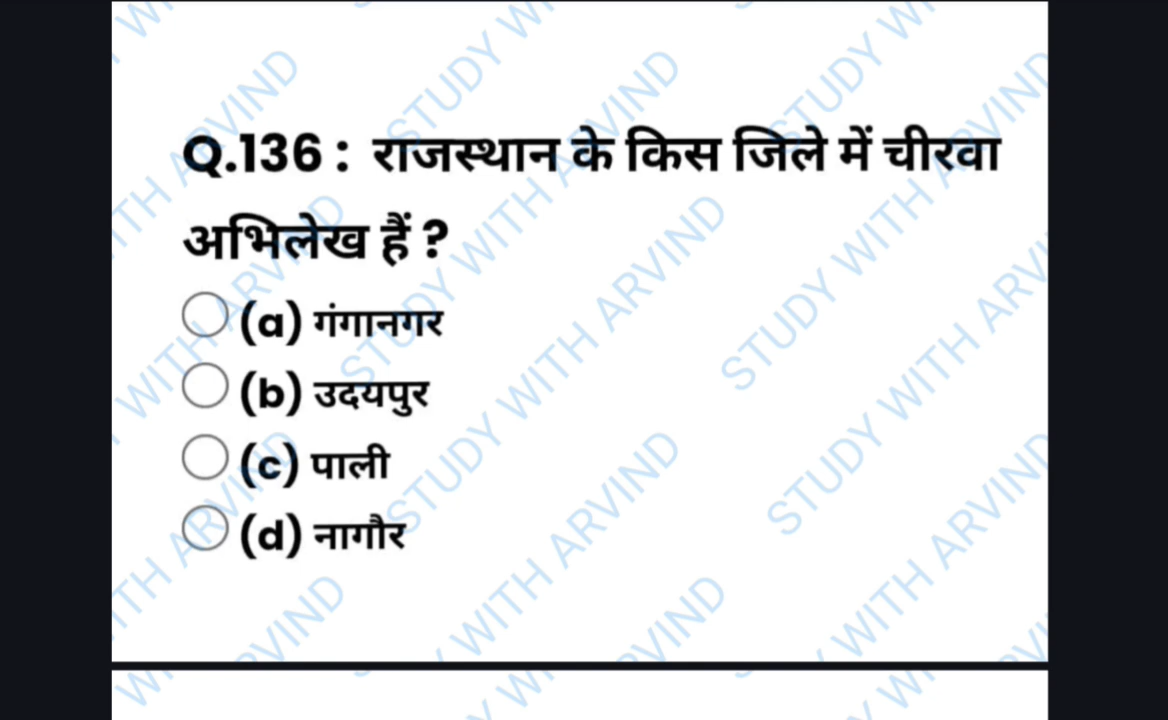 Q.136 : राजस्थान के किस जिले में चीरवा
अभिलेख हैं ?
(a) गंगानगर
(b) उदयपुर
(c) पाली
(d) नागौर
STUDY WITH ARVIND